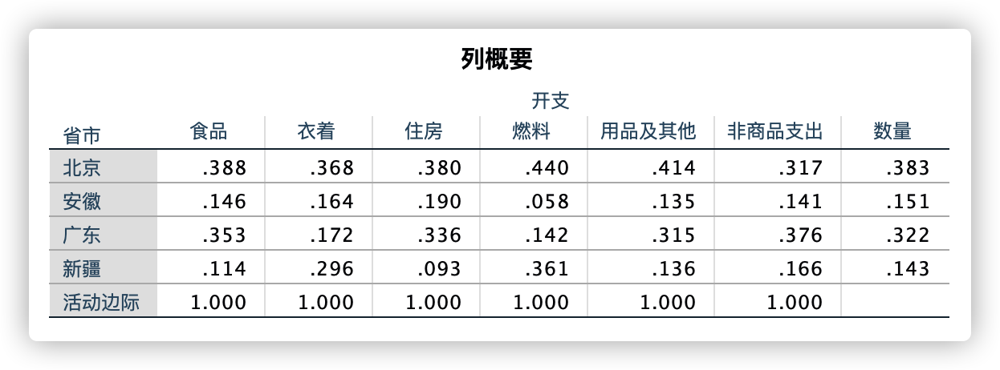 列概要
开支
省市 食品 衣着 住房 燃料 用品及其他 非商品支出 数量
北京 .388 .368 .380 .440 .414 .317 .383
安徽 .146 .164 .190 .058 .135 .141 .151
广东 .353 .172 .336 .142 .315 .376 .322
新疆 .114 .296 .093 .361 .136 .166 .143
活动边际 1.000 1.000 1.000 1.000 1.000 1.000